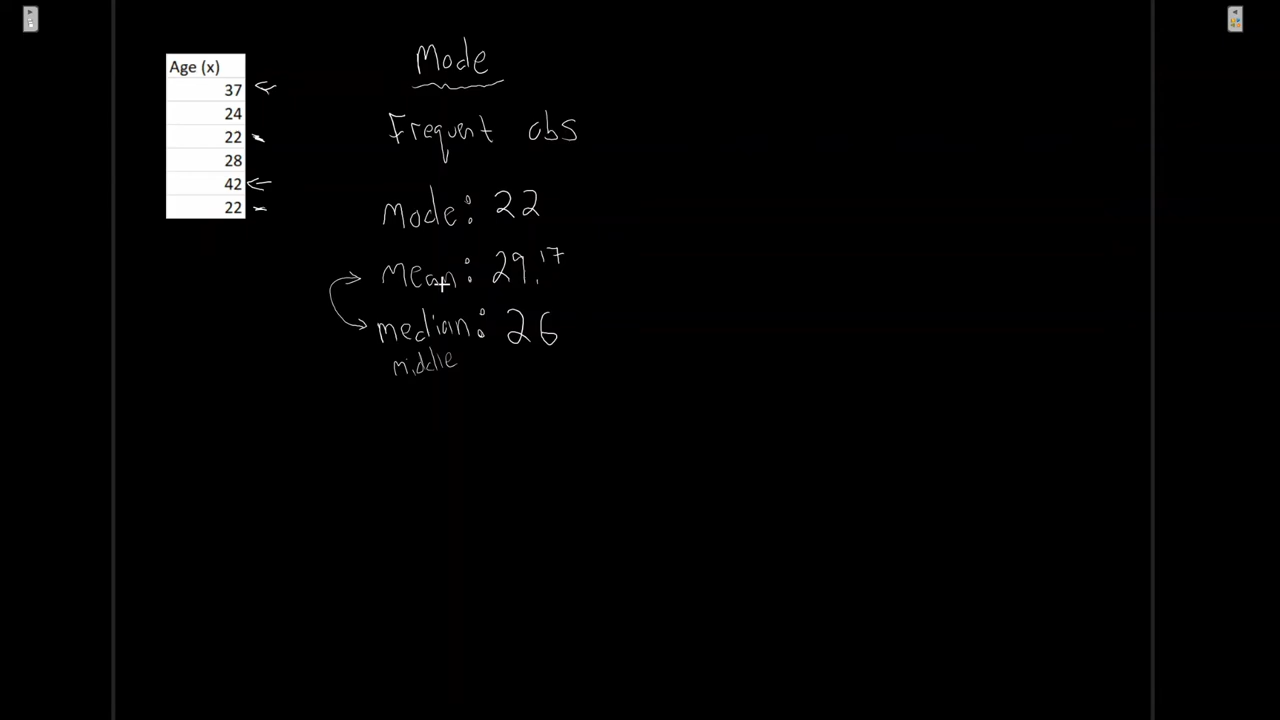 Age (x)
37
24
22
28
42
22
Mode
Frequent obs
Mode: 22
mean: 29.17
median: 26
middle